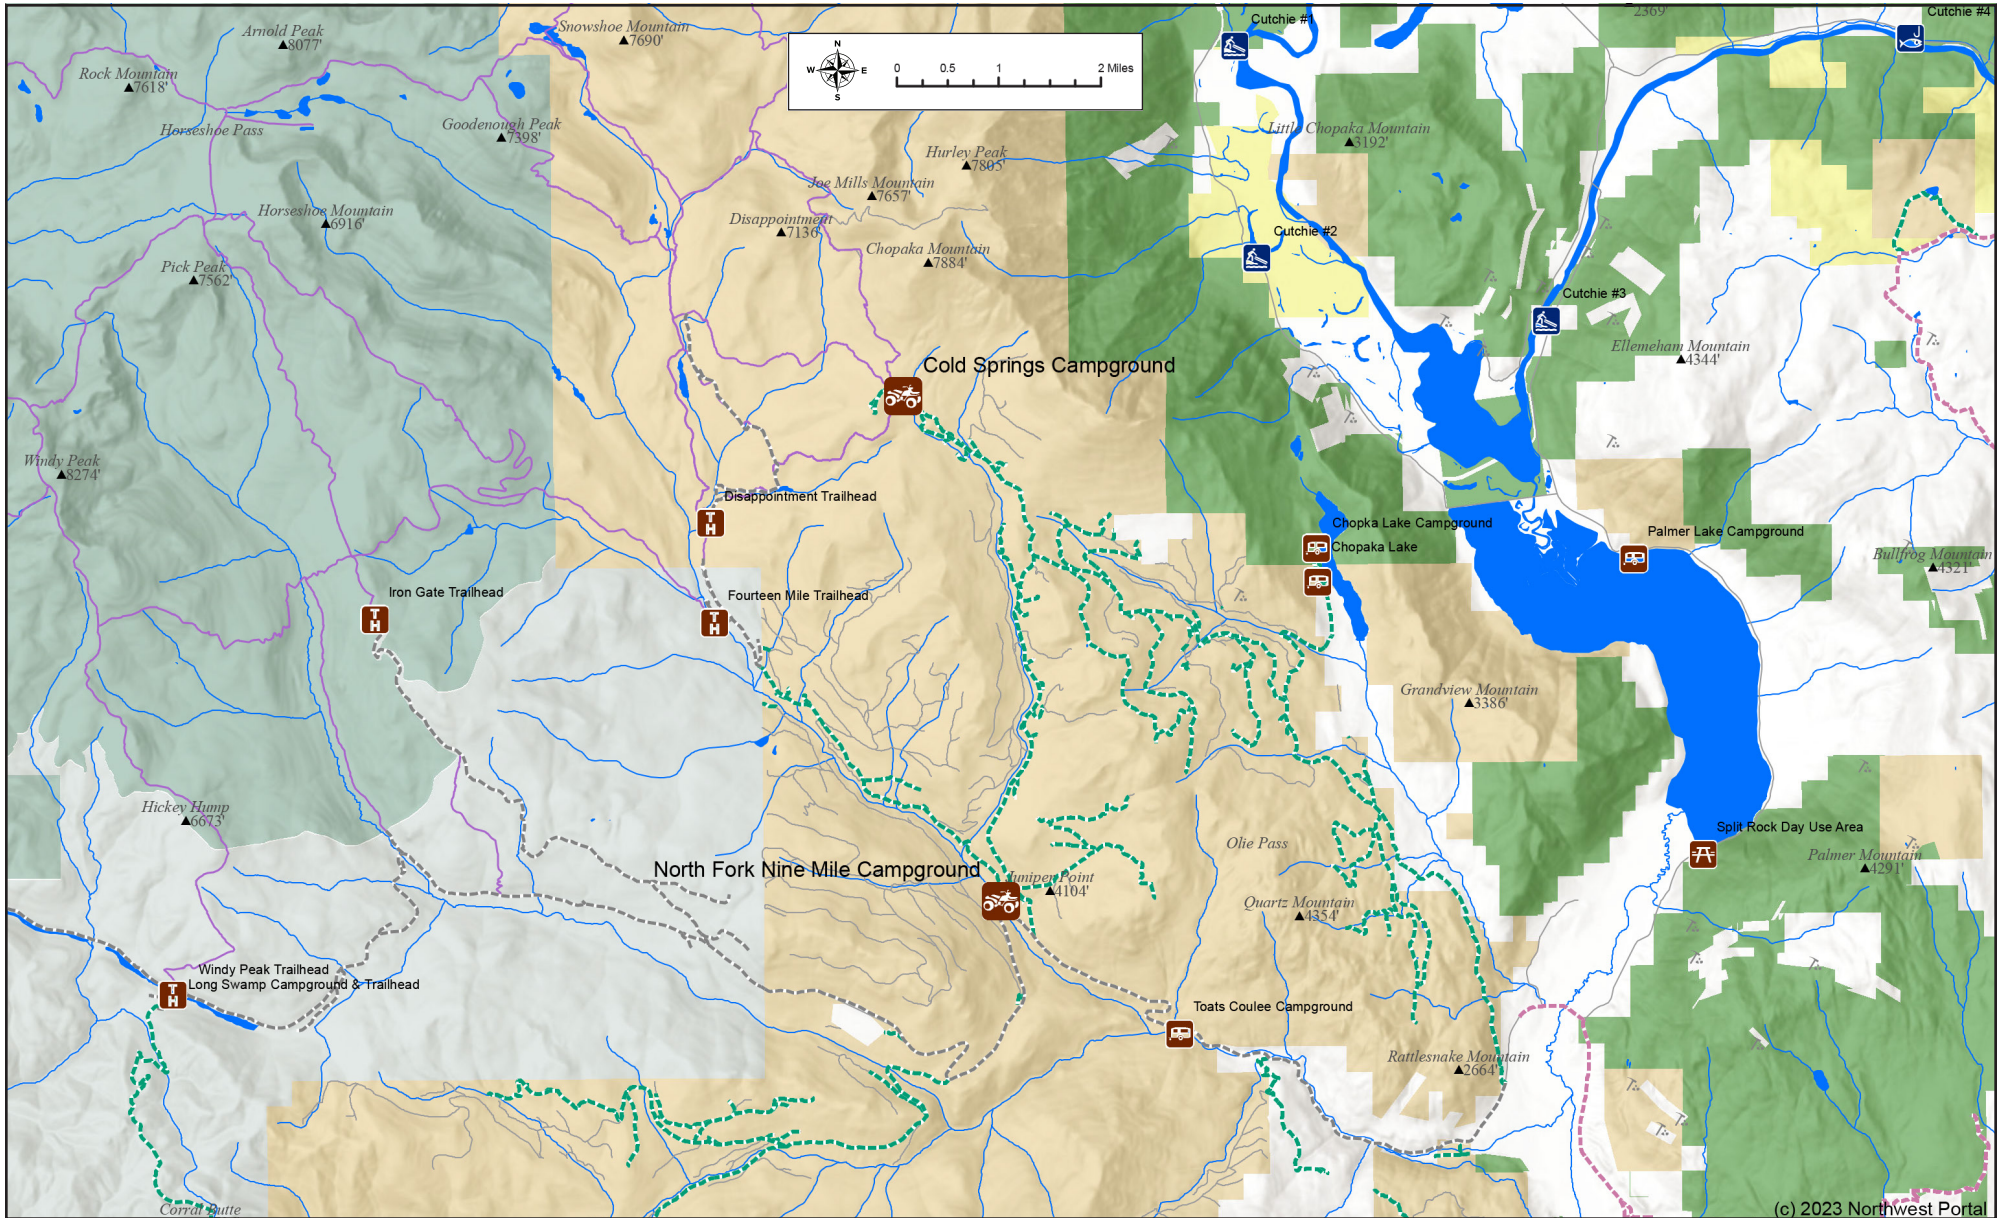 Cutchie #1
2369'
Cutchie #4
Arnold Peak
8077'
Snowshoe Mountain
7690'
N
W E
S
0 0.5 1 2 Miles
Rock Mountain
7618'
Horseshoe Pass
Goodenough Peak
7398'
Little Chopaka Mountain
3192'
Hurley Peak
7805'
Joe Mills Mountain
7657'
Horseshoe Mountain
6916'
Disappointment
7136'
Chopaka Mountain
7884'
Cutchie #2
Pick Peak
7562'
Cutchie #3
Ellemeham Mountain
4344'
Cold Springs Campground
Windy Peak
8274'
Disappointment Trailhead
T
H
Chopka Lake Campground
Chopaka Lake
Palmer Lake Campground
Bullfrog Mountain
4321'
Iron Gate Trailhead
T
H
Fourteen Mile Trailhead
T
H
Grandview Mountain
3386'
Hickey Hump
6673'
Olie Pass
Split Rock Day Use Area
Palmer Mountain
4291'
North Fork Nine Mile Campground
Juniper Point
4104'
Quartz Mountain
4354'
Windy Peak Trailhead
Long Swamp Campground & Trailhead
T
H
Toats Coulee Campground
Rattlesnake Mountain
2664'
Corral Butte
(c) 2023 Northwest Portal